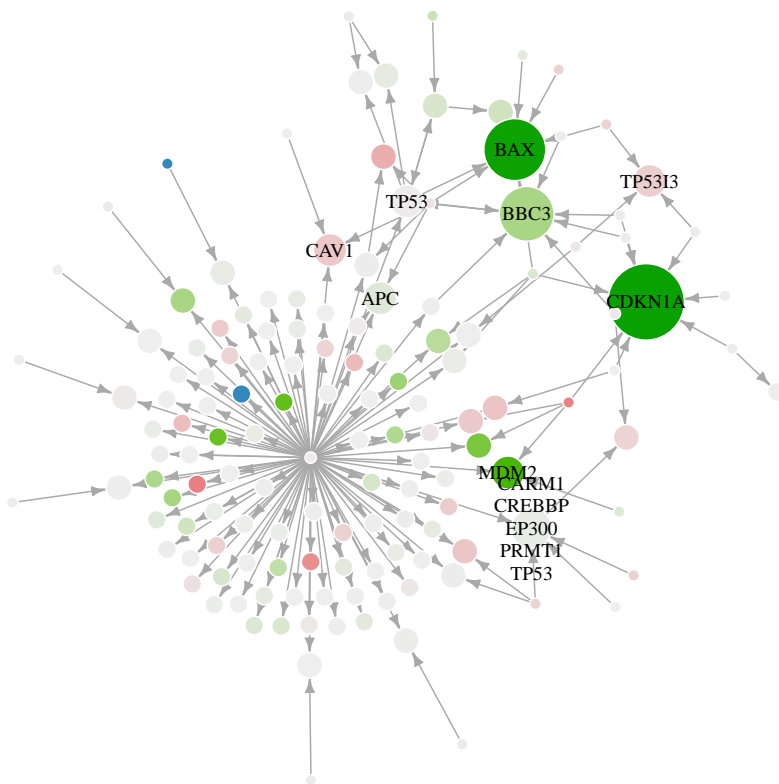 BAX
TP53I3
TP53
BBC3
CAV1
APC
CDKN1A
MDM2
CARM1
CREBBP
EP300
PRMT1
TP53